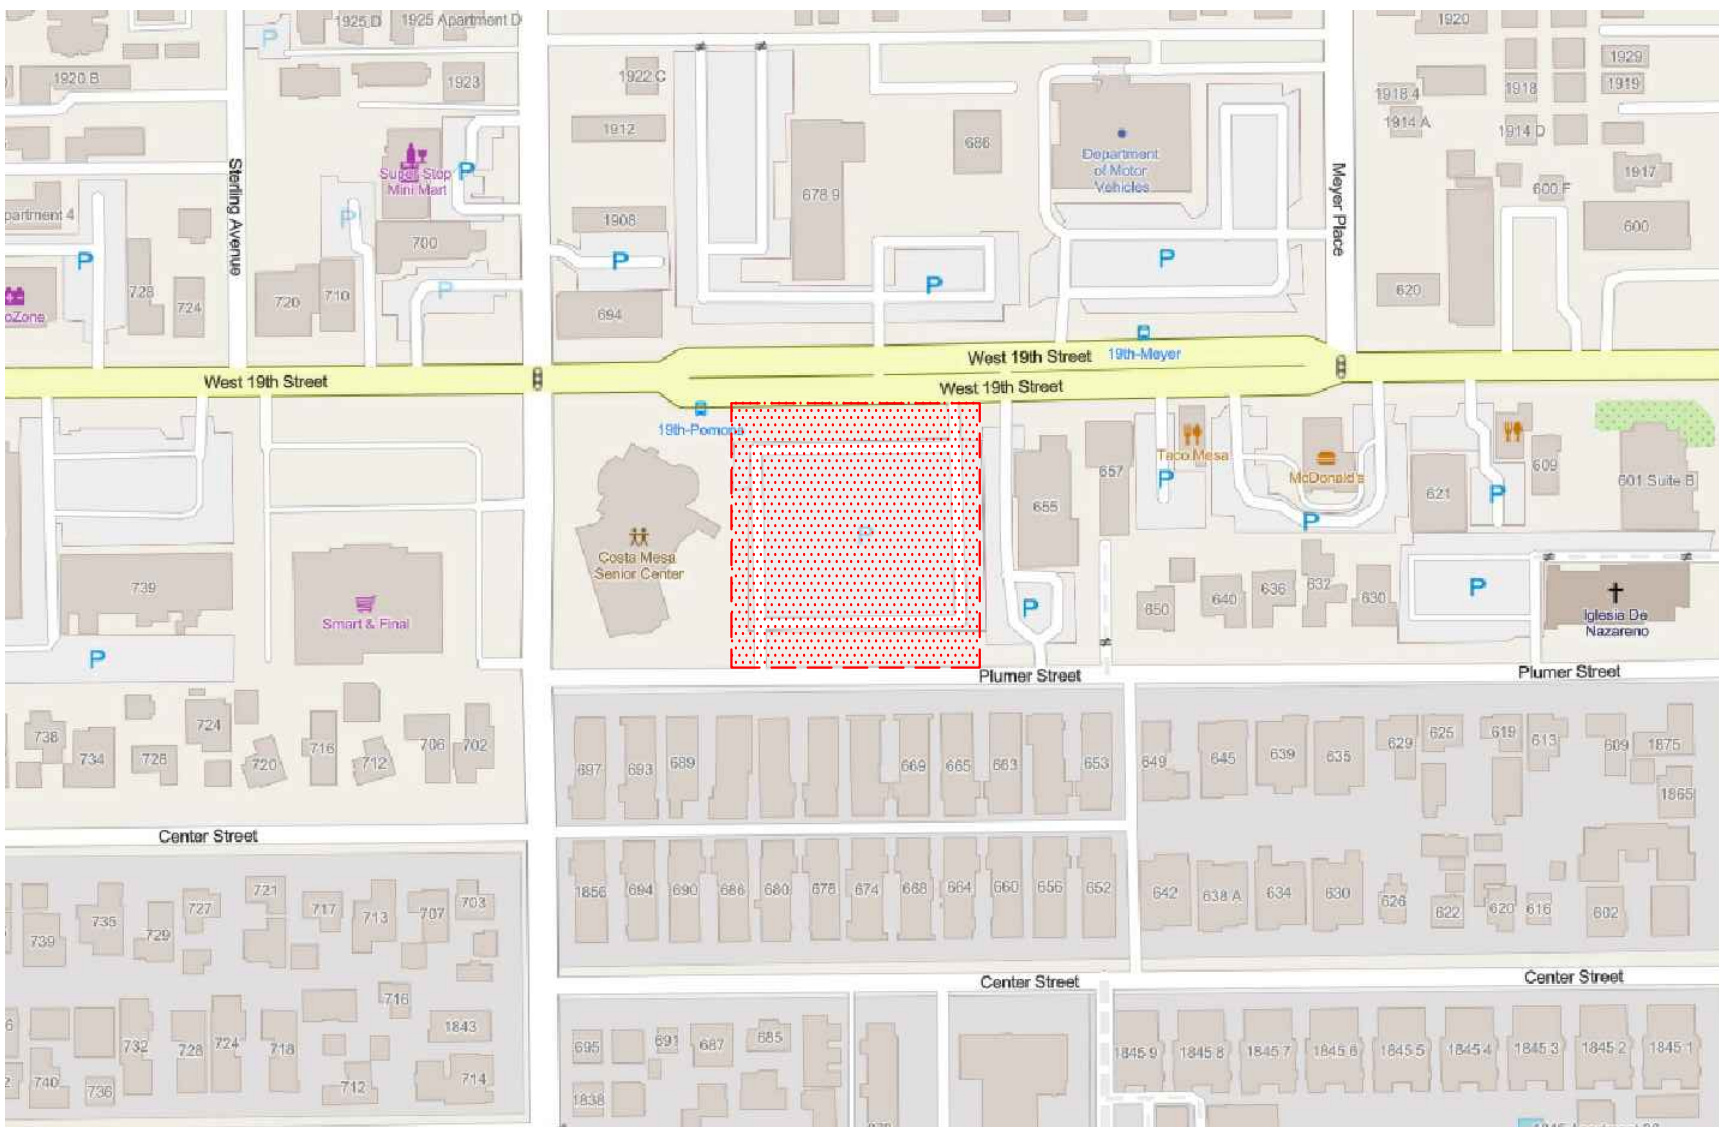 1925 D
1925 Apartment D
1920
P
1920 B
1923
1922 C
1929
1919
1918 4
1918
1914 A
1914 D
1912
686
Department
of Motor
Vehicles
Super Stop
Mini Mart
P
678 9
Sterling Avenue
Meyer Place
1917
600 F
partment 4
P
1908
600
700
P
P
P
P
P
728
724
720
710
620
oZone
694
West 19th Street
19th-Meyer
West 19th Street
West 19th Street
19th-Pomona
Taco Mesa
657
McDonald's
609
601 Suite B
P
621
P
655
P
P
Costa Mesa
Senior Center
739
Smart & Final
P
650
640
636
632
630
P
Iglesia De
Nazareno
P
Plumer Street
Plumer Street
738
734
728
724
720
716
712
706
702
697
693
689
669
665
663
653
649
645
639
635
629
625
619
613
609
1875
1865
Center Street
1856
694
690
686
680
678
674
668
664
660
656
652
642
638 A
634
630
626
622
620
616
602
739
735
729
727
721
717
713
707
703
Center Street
Center Street
716
1843
732
728
724
718
740
736
712
714
695
691
687
685
1838
1845 9
1845 8
1845 7
1845 6
1845 5
1845 4
1845 3
1845 2
1845 1